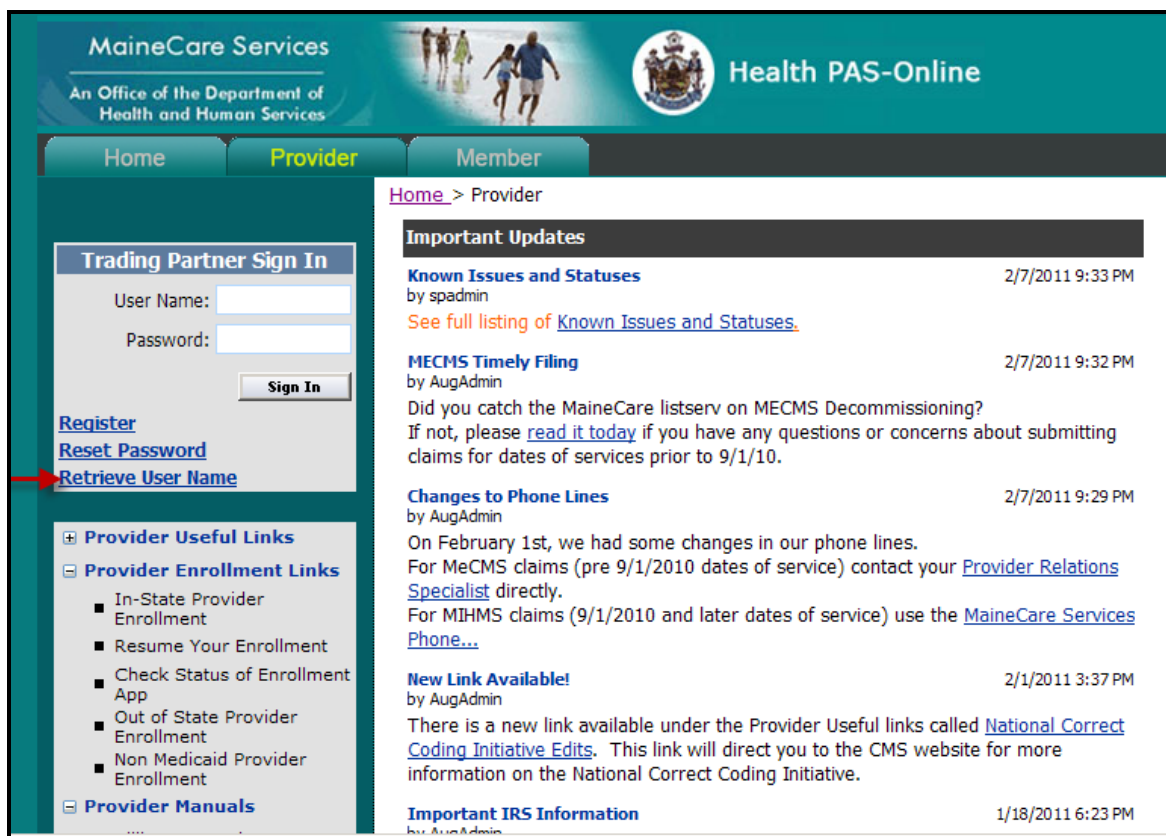 MaineCare Services
An Office of the Department of
Health and Human Services
Health PAS-Online
Home
Provider
Member
Home > Provider
Trading Partner Sign In
User Name:
Password:
Sign In
Register
Reset Password
Retrieve User Name
Provider Useful Links
Provider Enrollment Links
In-State Provider
Enrollment
Resume Your Enrollment
Check Status of Enrollment
App
Out of State Provider
Enrollment
Non Medicaid Provider
Enrollment
Provider Manuals
Important Updates
Known Issues and Statuses 2/7/2011 9:33 PM
by spadmin
See full listing of Known Issues and Statuses.
MECMS Timely Filing 2/7/2011 9:32 PM
by AugAdmin
Did you catch the MaineCare listserv on MECMS Decommissioning?
If not, please read it today if you have any questions or concerns about submitting
claims for dates of services prior to 9/1/10.
Changes to Phone Lines 2/7/2011 9:29 PM
by AugAdmin
On February 1st, we had some changes in our phone lines.
For MeCMS claims (pre 9/1/2010 dates of service) contact your Provider Relations
Specialist directly.
For MIHMS claims (9/1/2010 and later dates of service) use the MaineCare Services
Phone...
New Link Available! 2/1/2011 3:37 PM
by AugAdmin
There is a new link available under the Provider Useful links called National Correct
Coding Initiative Edits. This link will direct you to the CMS website for more
information on the National Correct Coding Initiative.
Important IRS Information 1/18/2011 6:23 PM
by AugAdmin